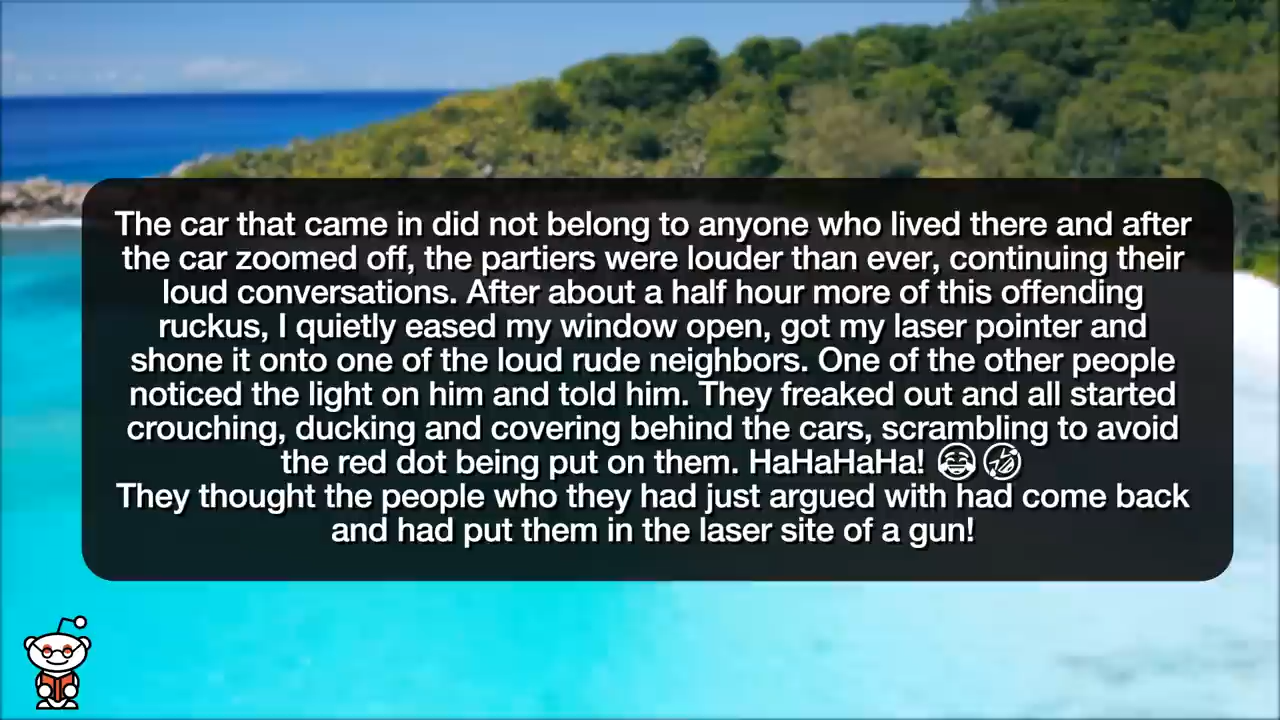 The car that came in did not belong to anyone who lived there and after
the car zoomed off, the partiers were louder than ever, continuing their
loud conversations. After about a half hour more of this offending
ruckus, I quietly eased my window open, got my laser pointer and
shone it onto one of the loud rude neighbors. One of the other people
noticed the light on him and told him. They freaked out and all started
crouching, ducking and covering behind the cars, scrambling to avoid
the red dot being put on them. HaHaHaHa! 😂🤣
They thought the people who they had just argued with had come back
and had put them in the laser site of a gun!